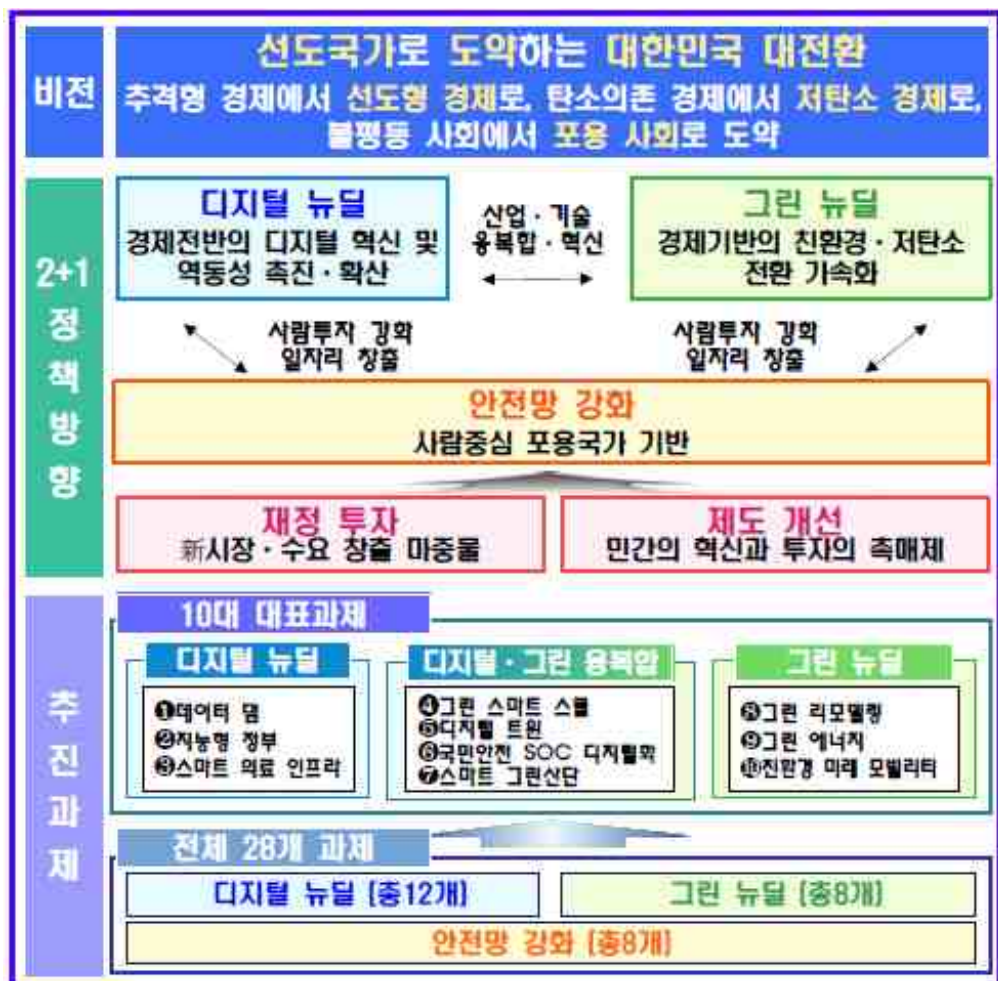 비전
선도국가로 도약하는 대한민국 대전환
추격형 경제에서 선도형 경제로, 탄소의존 경제에서 저탄소 경제로,
불평등 사회에서 포용 사회로 도약
2+1
정
책
방
향
디지털 뉴딜
경제전반의 디지털 혁신 및
역동성 촉진·확산
산업·기술
융복합·혁신
그린 뉴딜
경제기반의 친환경·저탄소
전환 가속화
사람투자 강화
일자리 창출
사람투자 강화
일자리 창출
안전망 강화
사람중심 포용국가 기반
재정 투자
新시장·수요 창출 마중물
제도 개선
민간의 혁신과 투자의 촉매제
추
진
과
제
10대 대표과제
디지털 뉴딜
❶데이터 댐
❷지능형 정부
❸스마트 의료 인프라
디지털·그린 융복합
❹그린 스마트 스쿨
❺디지털 트윈
❻국민안전 SOC 디지털화
❼스마트 그린산단
그린 뉴딜
❽그린 리모델링
❾그린 에너지
❿친환경 미래 모빌리티
전체 28개 과제
디지털 뉴딜 (총12개)
그린 뉴딜 (총8개)
안전망 강화 (총8개)